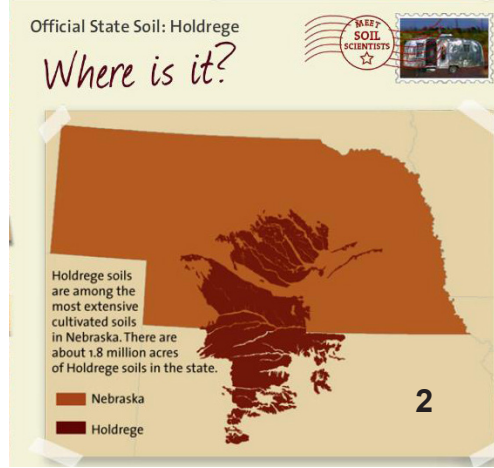 Official State Soil: Holdrege
Where is it?
MEET
SOIL
SCIENTISTS
Holdrege soils
are among the
most extensive
cultivated soils
in Nebraska. There are
about 1.8 million acres
of Holdrege soils in the state.
Nebraska
Holdrege
2